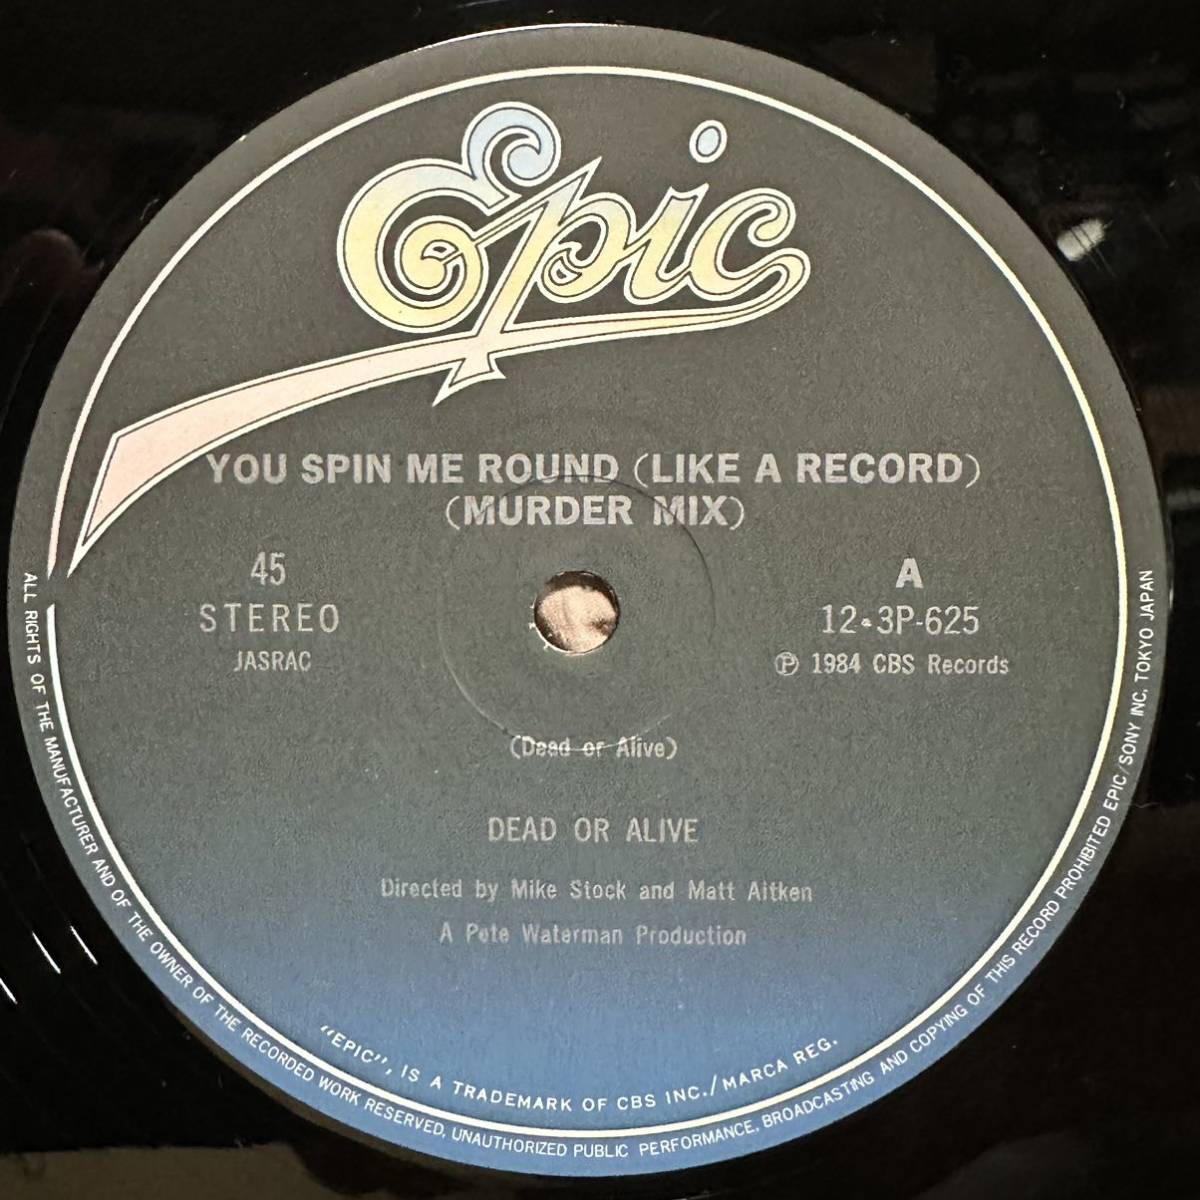 Epic
YOU SPIN ME ROUND (LIKE A RECORD)
(MURDER MIX)
45
STEREO
JASRAC
A
12・3P-625
Ⓟ 1984 CBS Records
(Dead or Alive)
DEAD OR ALIVE
Directed by Mike Stock and Matt Aitken
A Pete Waterman Production
"EPIC", IS A TRADEMARK OF CBS INC./MARCA REG.
ALL RIGHTS OF THE MANUFACTURER AND OF THE OWNER OF THE RECORDED WORK RESERVED, UNAUTHORIZED PUBLIC PERFORMANCE, BROADCASTING AND COPYING OF THIS RECORD PROHIBITED EPIC/SONY INC, TOKYO JAPAN